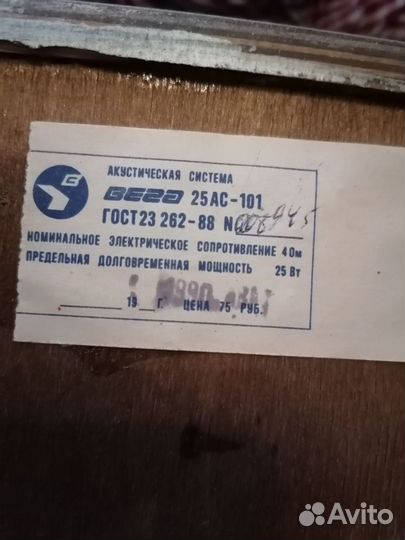 АКУСТИЧЕСКАЯ СИСТЕМА
ВЕГА 25АС-101
ГОСТ 23 262-88 N 008945
НОМИНАЛЬНОЕ ЭЛЕКТРИЧЕСКОЕ СОПРОТИВЛЕНИЕ 4 Ом
ПРЕДЕЛЬНАЯ ДОЛГОВРЕМЕННАЯ МОЩНОСТЬ 25 Вт
19 Г. ЦЕНА 75 РУБ.
Avito